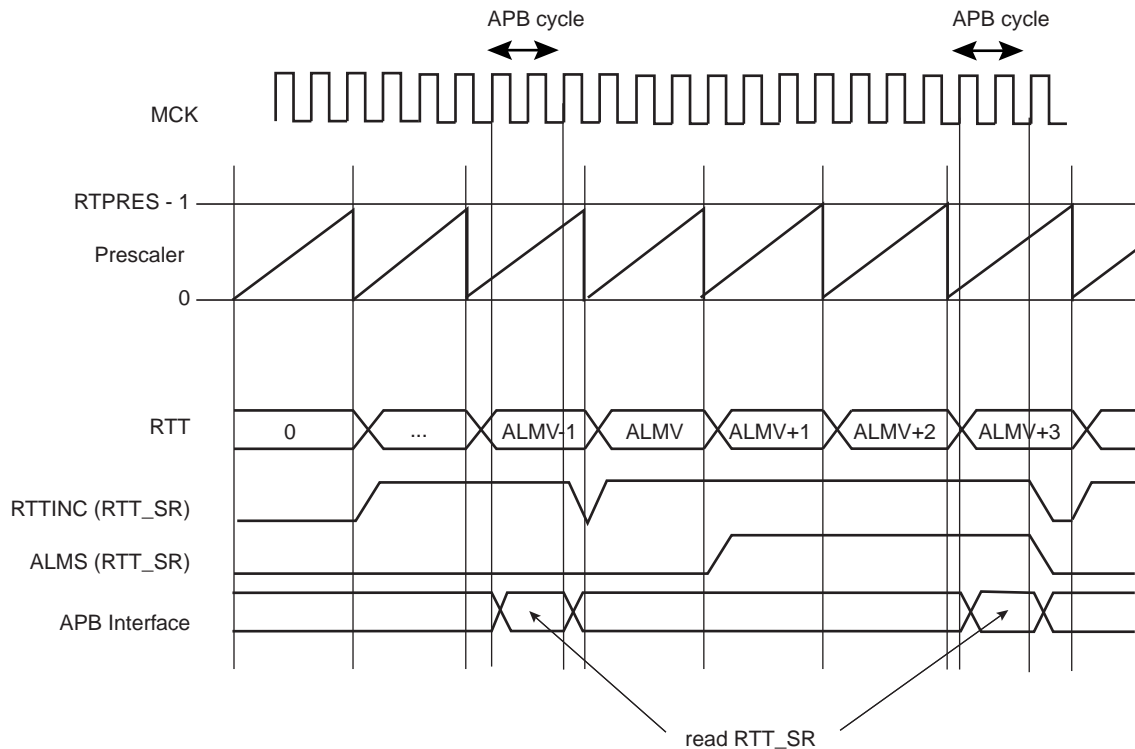 APB cycle
APB cycle
MCK
RTPRES - 1
Prescaler
0
RTT
0
...
ALMV-1
ALMV
ALMV+1
ALMV+2
ALMV+3
RTTINC (RTT_SR)
ALMS (RTT_SR)
APB Interface
read RTT_SR